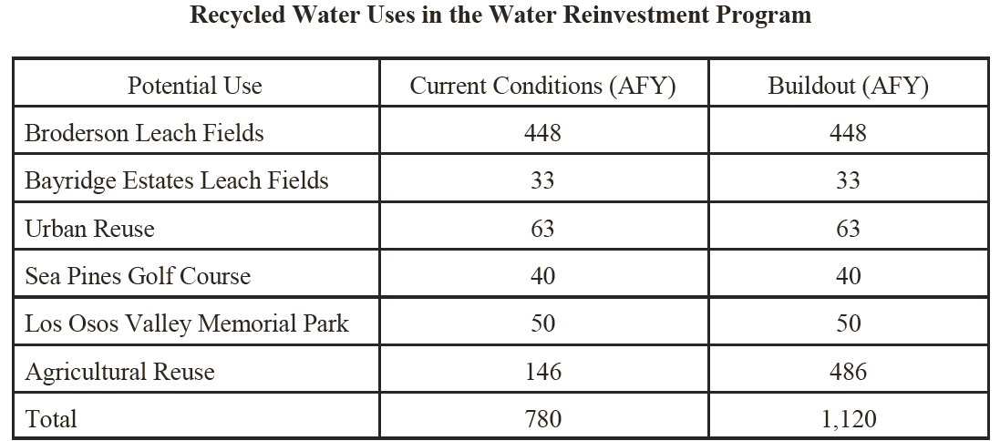 Recycled Water Uses in the Water Reinvestment Program
Potential Use Current Conditions (AFY) Buildout (AFY)
Broderson Leach Fields 448 448
Bayridge Estates Leach Fields 33 33
Urban Reuse 63 63
Sea Pines Golf Course 40 40
Los Osos Valley Memorial Park 50 50
Agricultural Reuse 146 486
Total 780 1,120